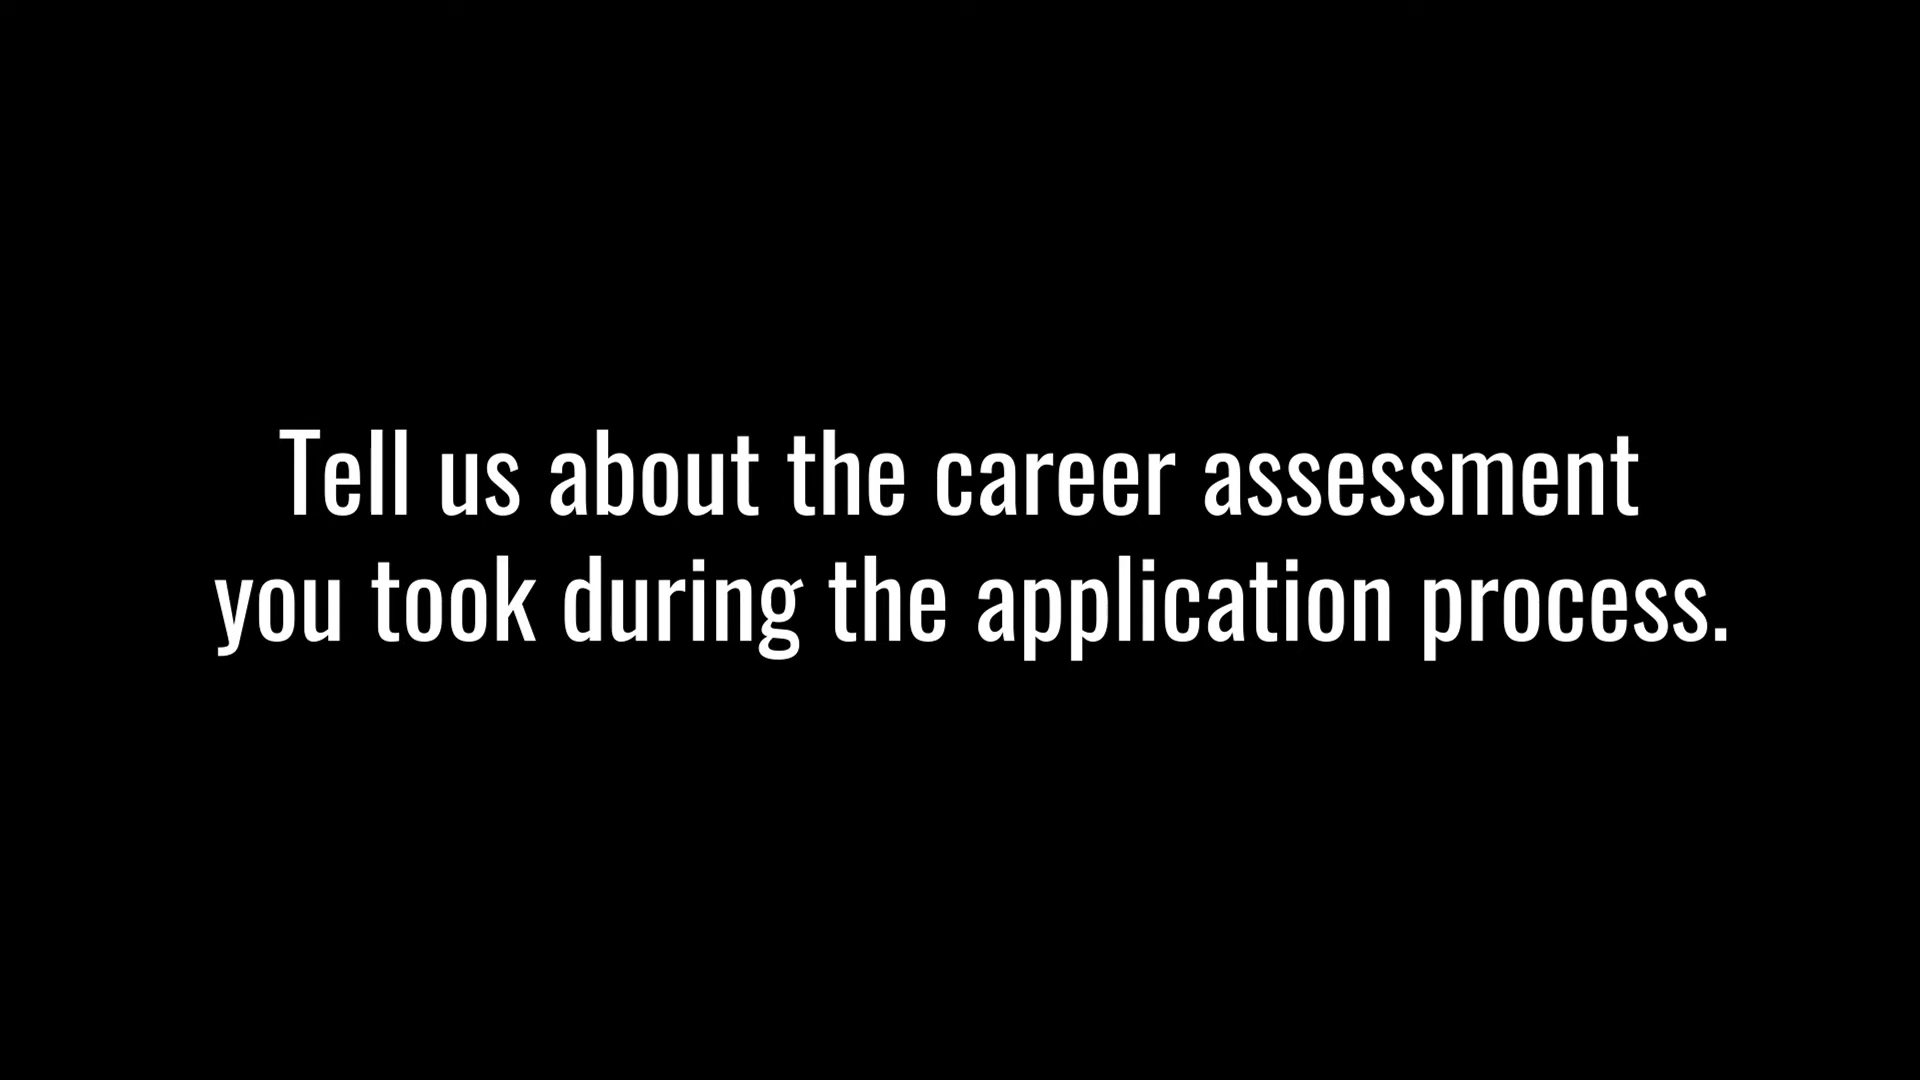 Tell us about the career assessment
you took during the application process.